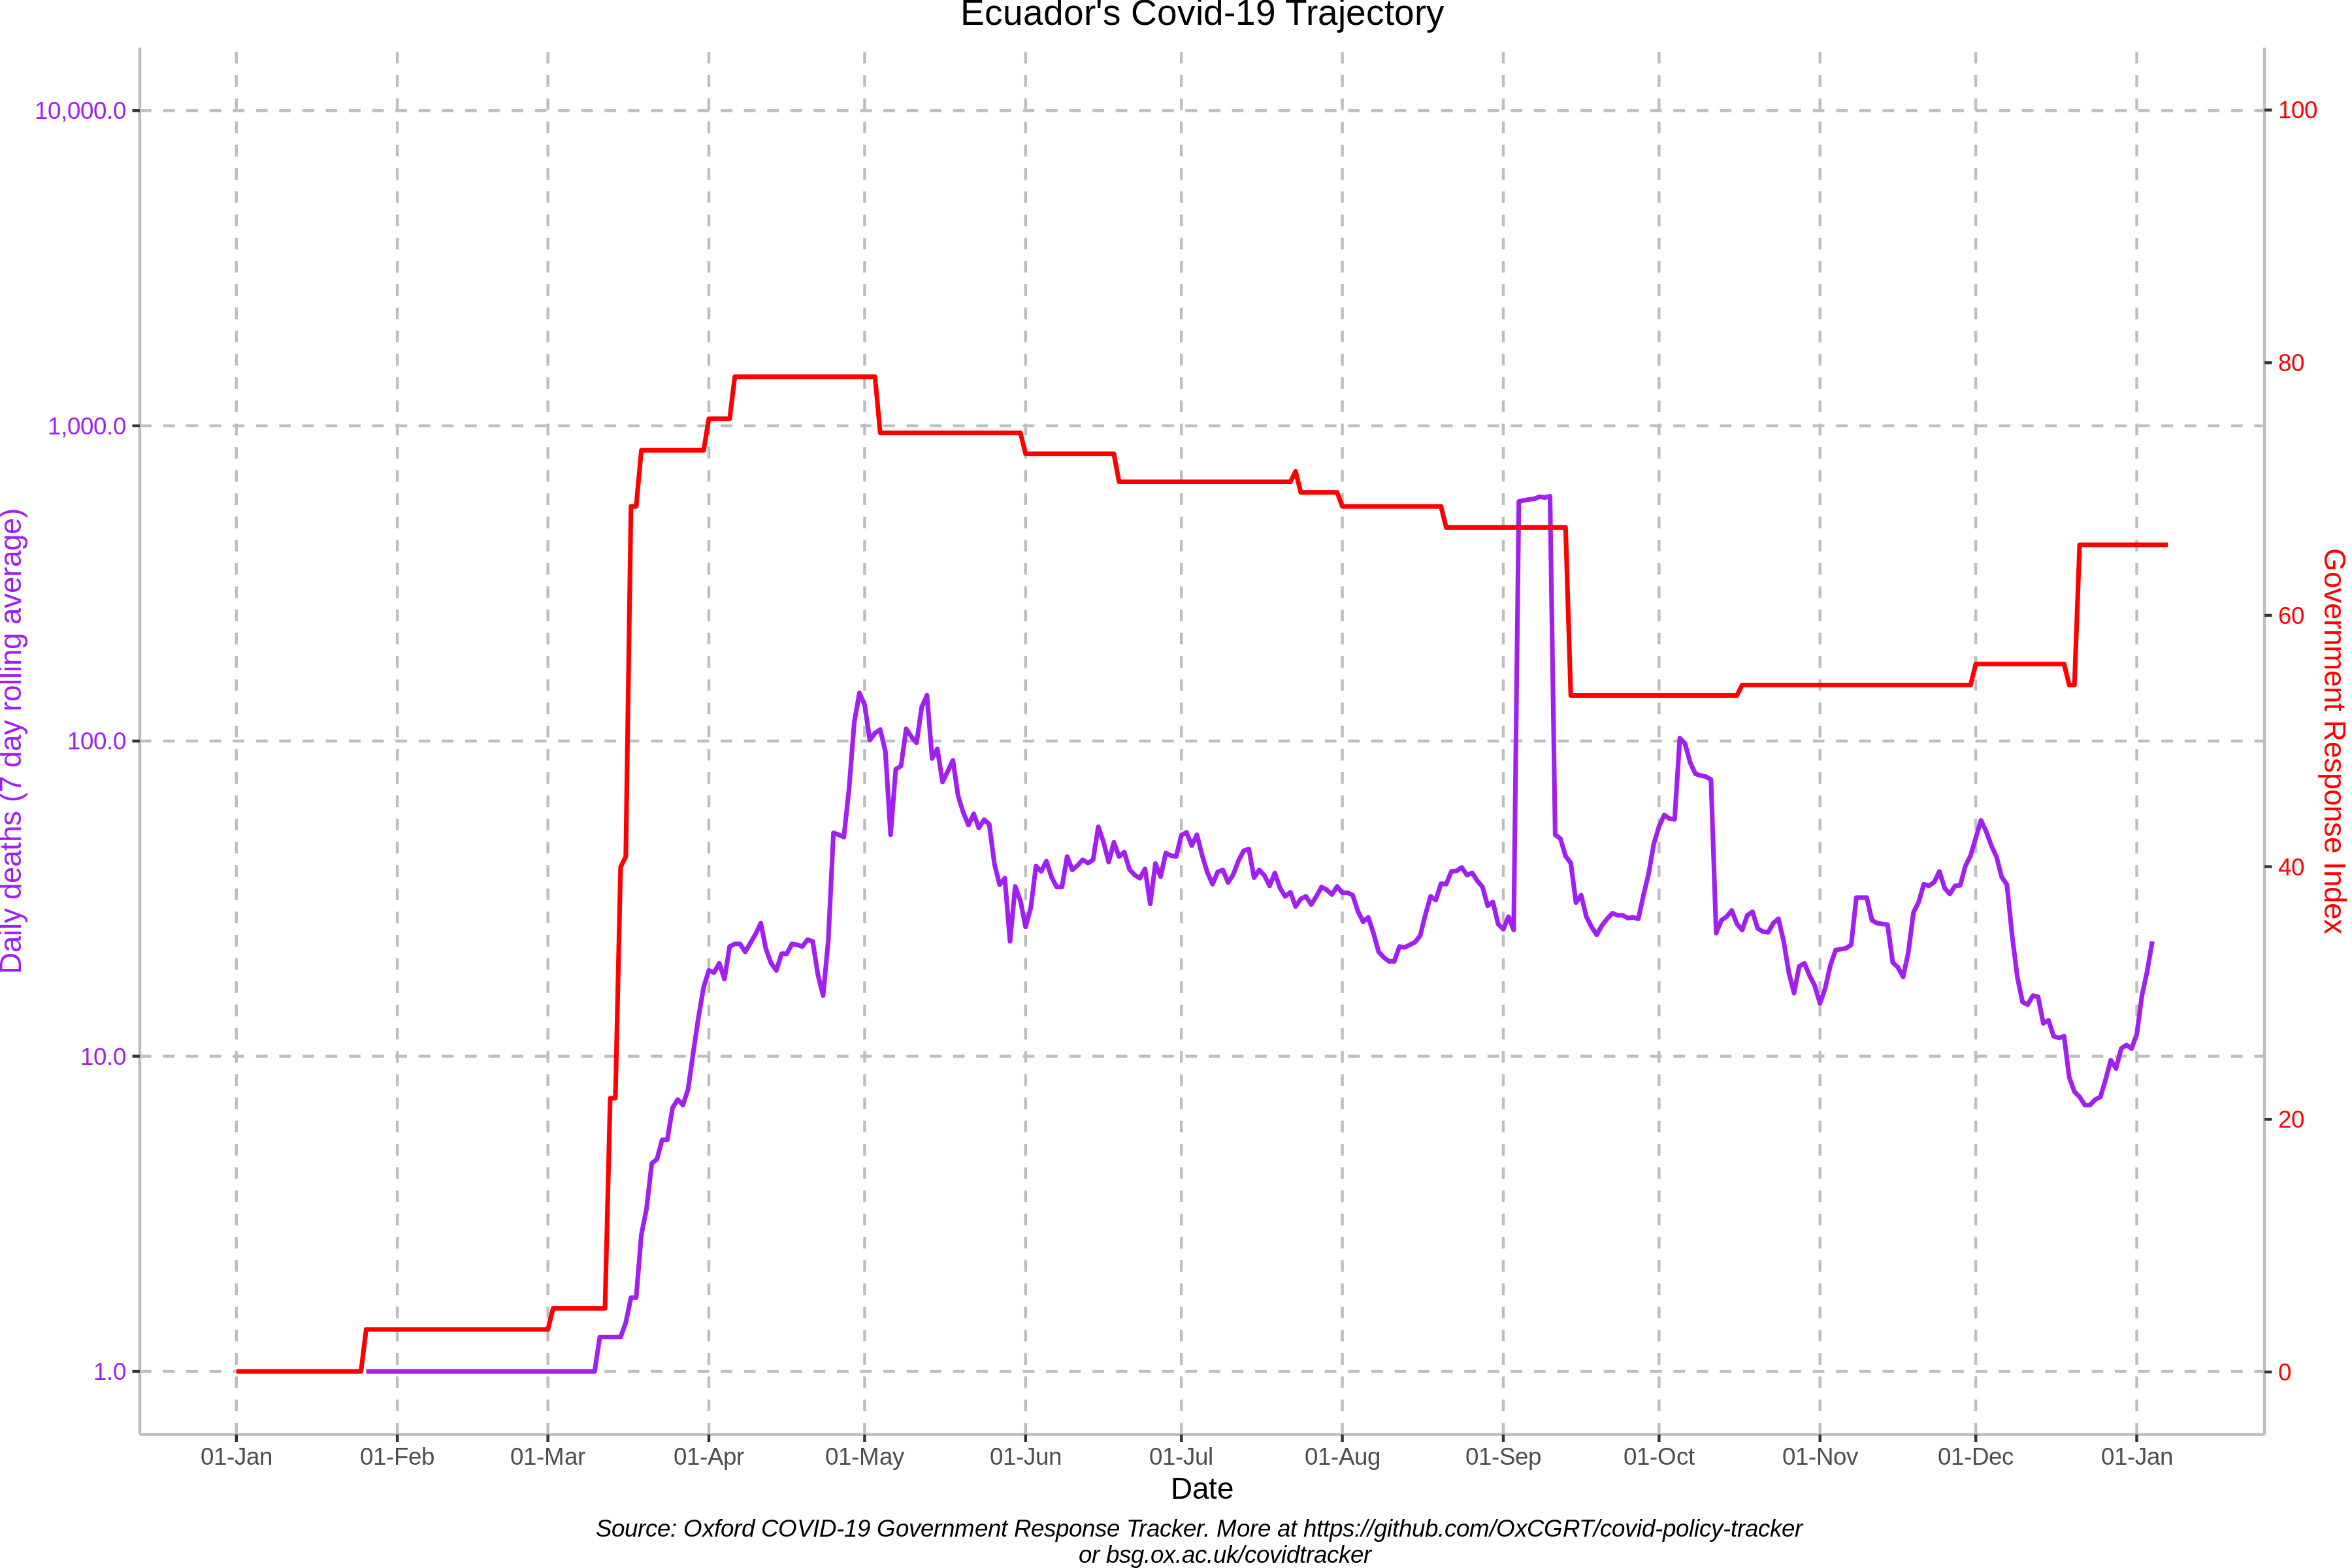 Ecuador's Covid-19 Trajectory
10,000.0
1,000.0
100.0
10.0
1.0
Daily deaths (7 day rolling average)
100
80
60
40
20
0
Government Response Index
01-Jan 01-Feb 01-Mar 01-Apr 01-May 01-Jun 01-Jul 01-Aug 01-Sep 01-Oct 01-Nov 01-Dec 01-Jan
Date
Source: Oxford COVID-19 Government Response Tracker. More at https://github.com/OxCGRT/covid-policy-tracker
or bsg.ox.ac.uk/covidtracker